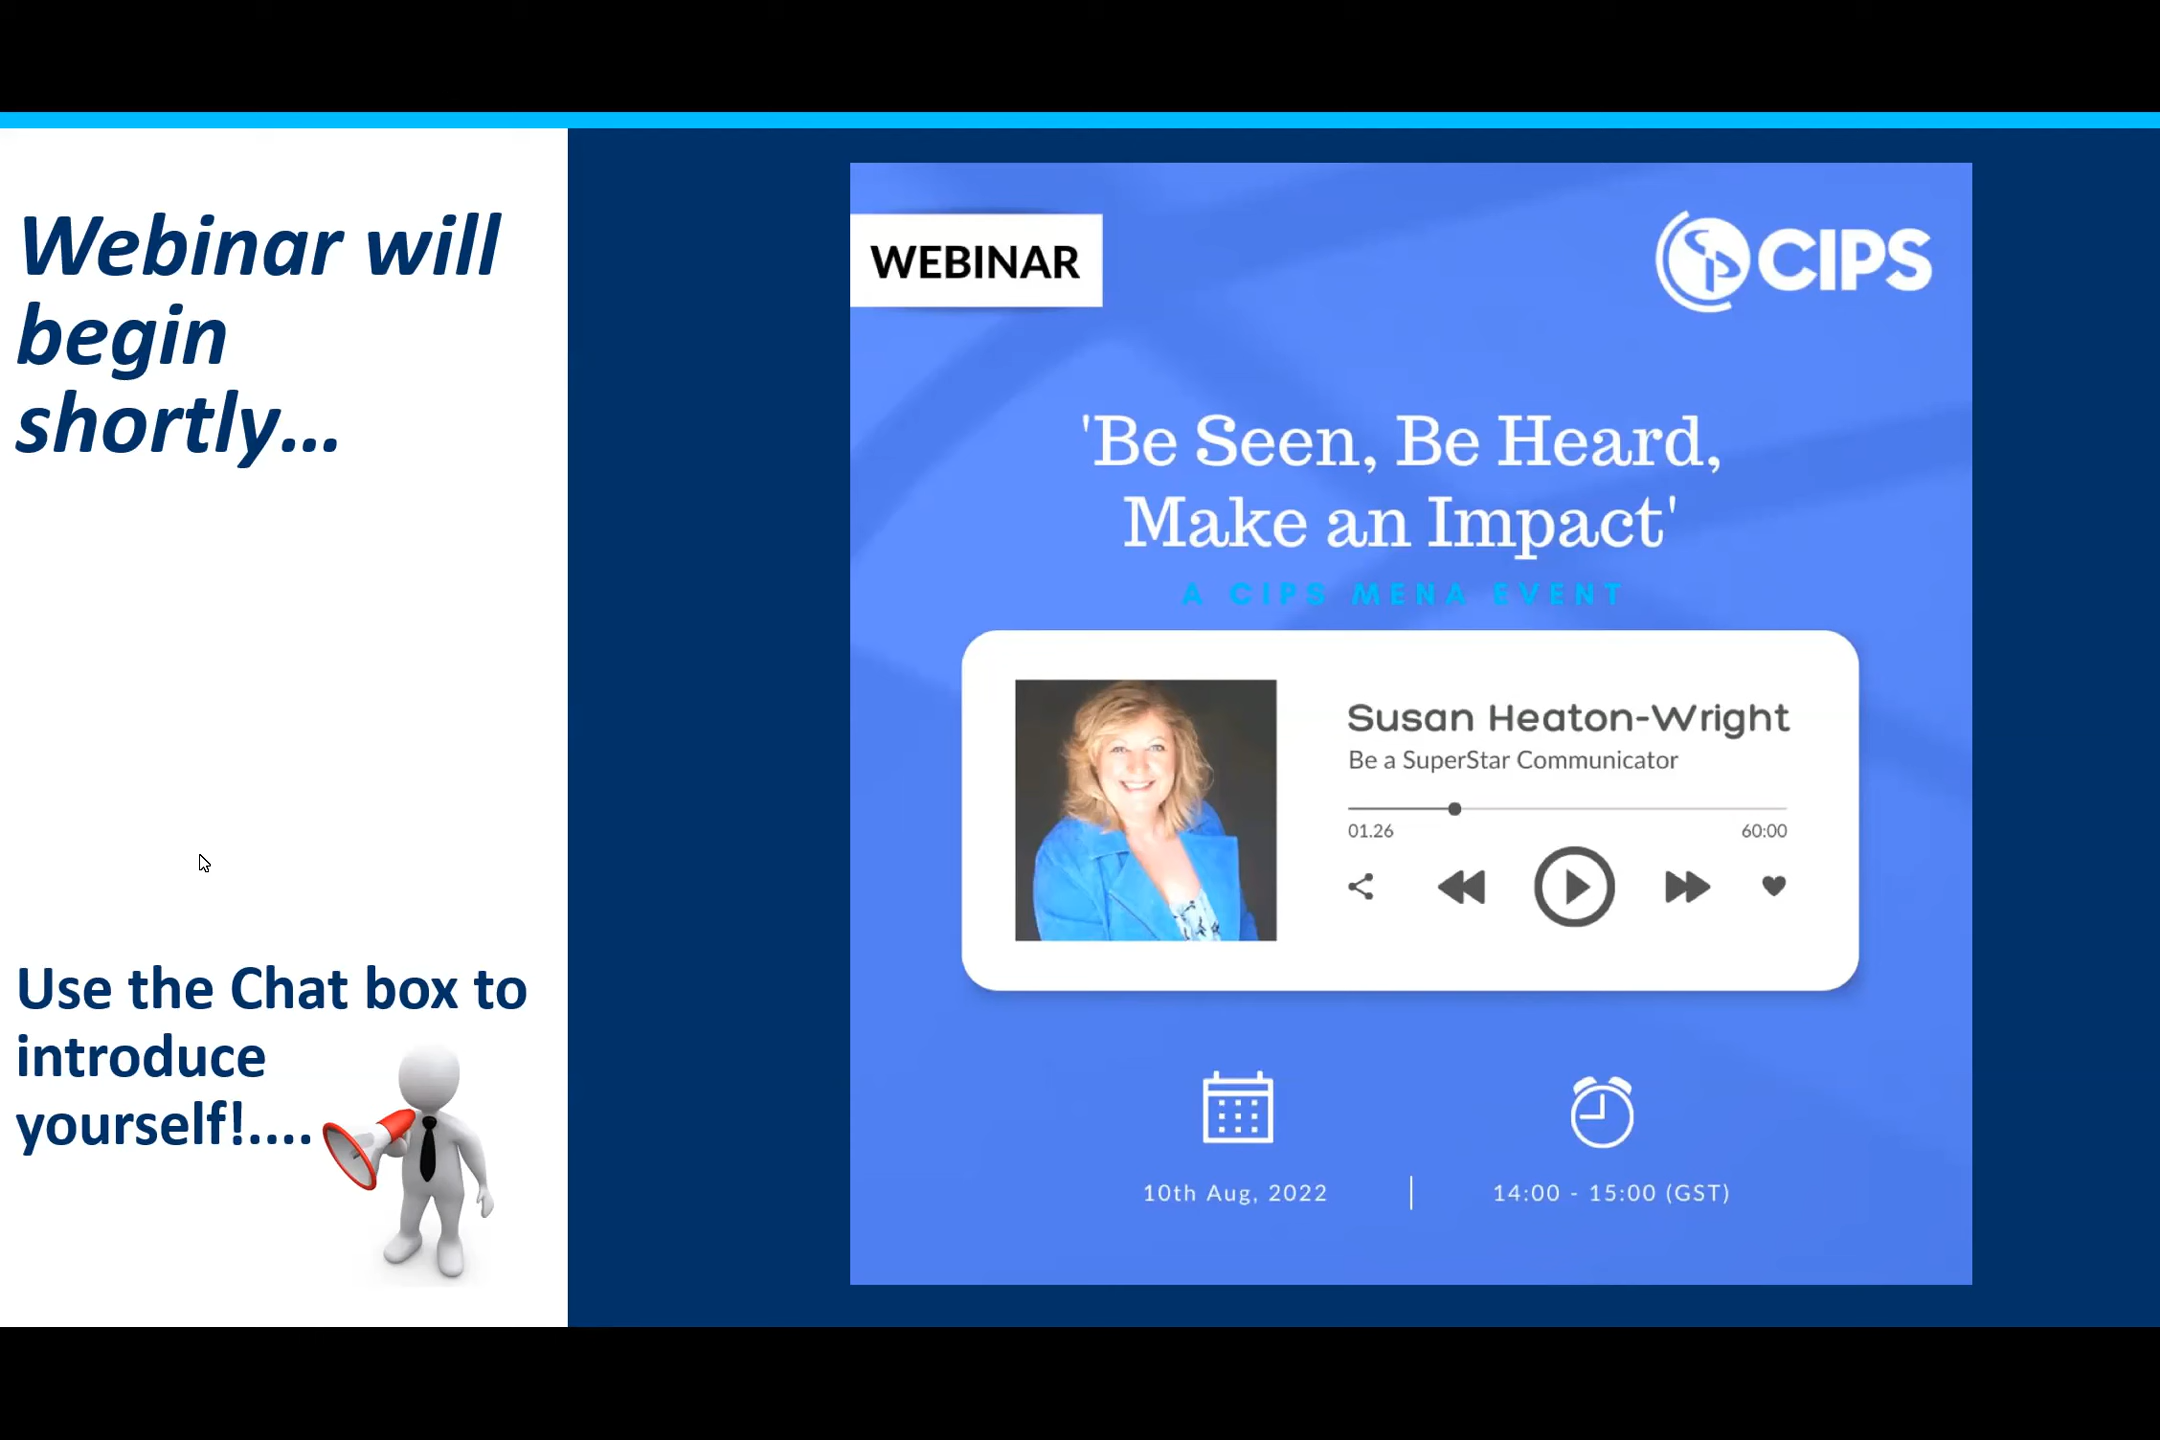 Webinar will
begin
shortly...
Use the Chat box to
introduce
yourself!....
WEBINAR
CIPS
'Be Seen, Be Heard,
Make an Impact'
A CIPS MENA EVENT
Susan Heaton-Wright
Be a SuperStar Communicator
01.26 60:00
10th Aug, 2022 | 14:00 - 15:00 (GST)